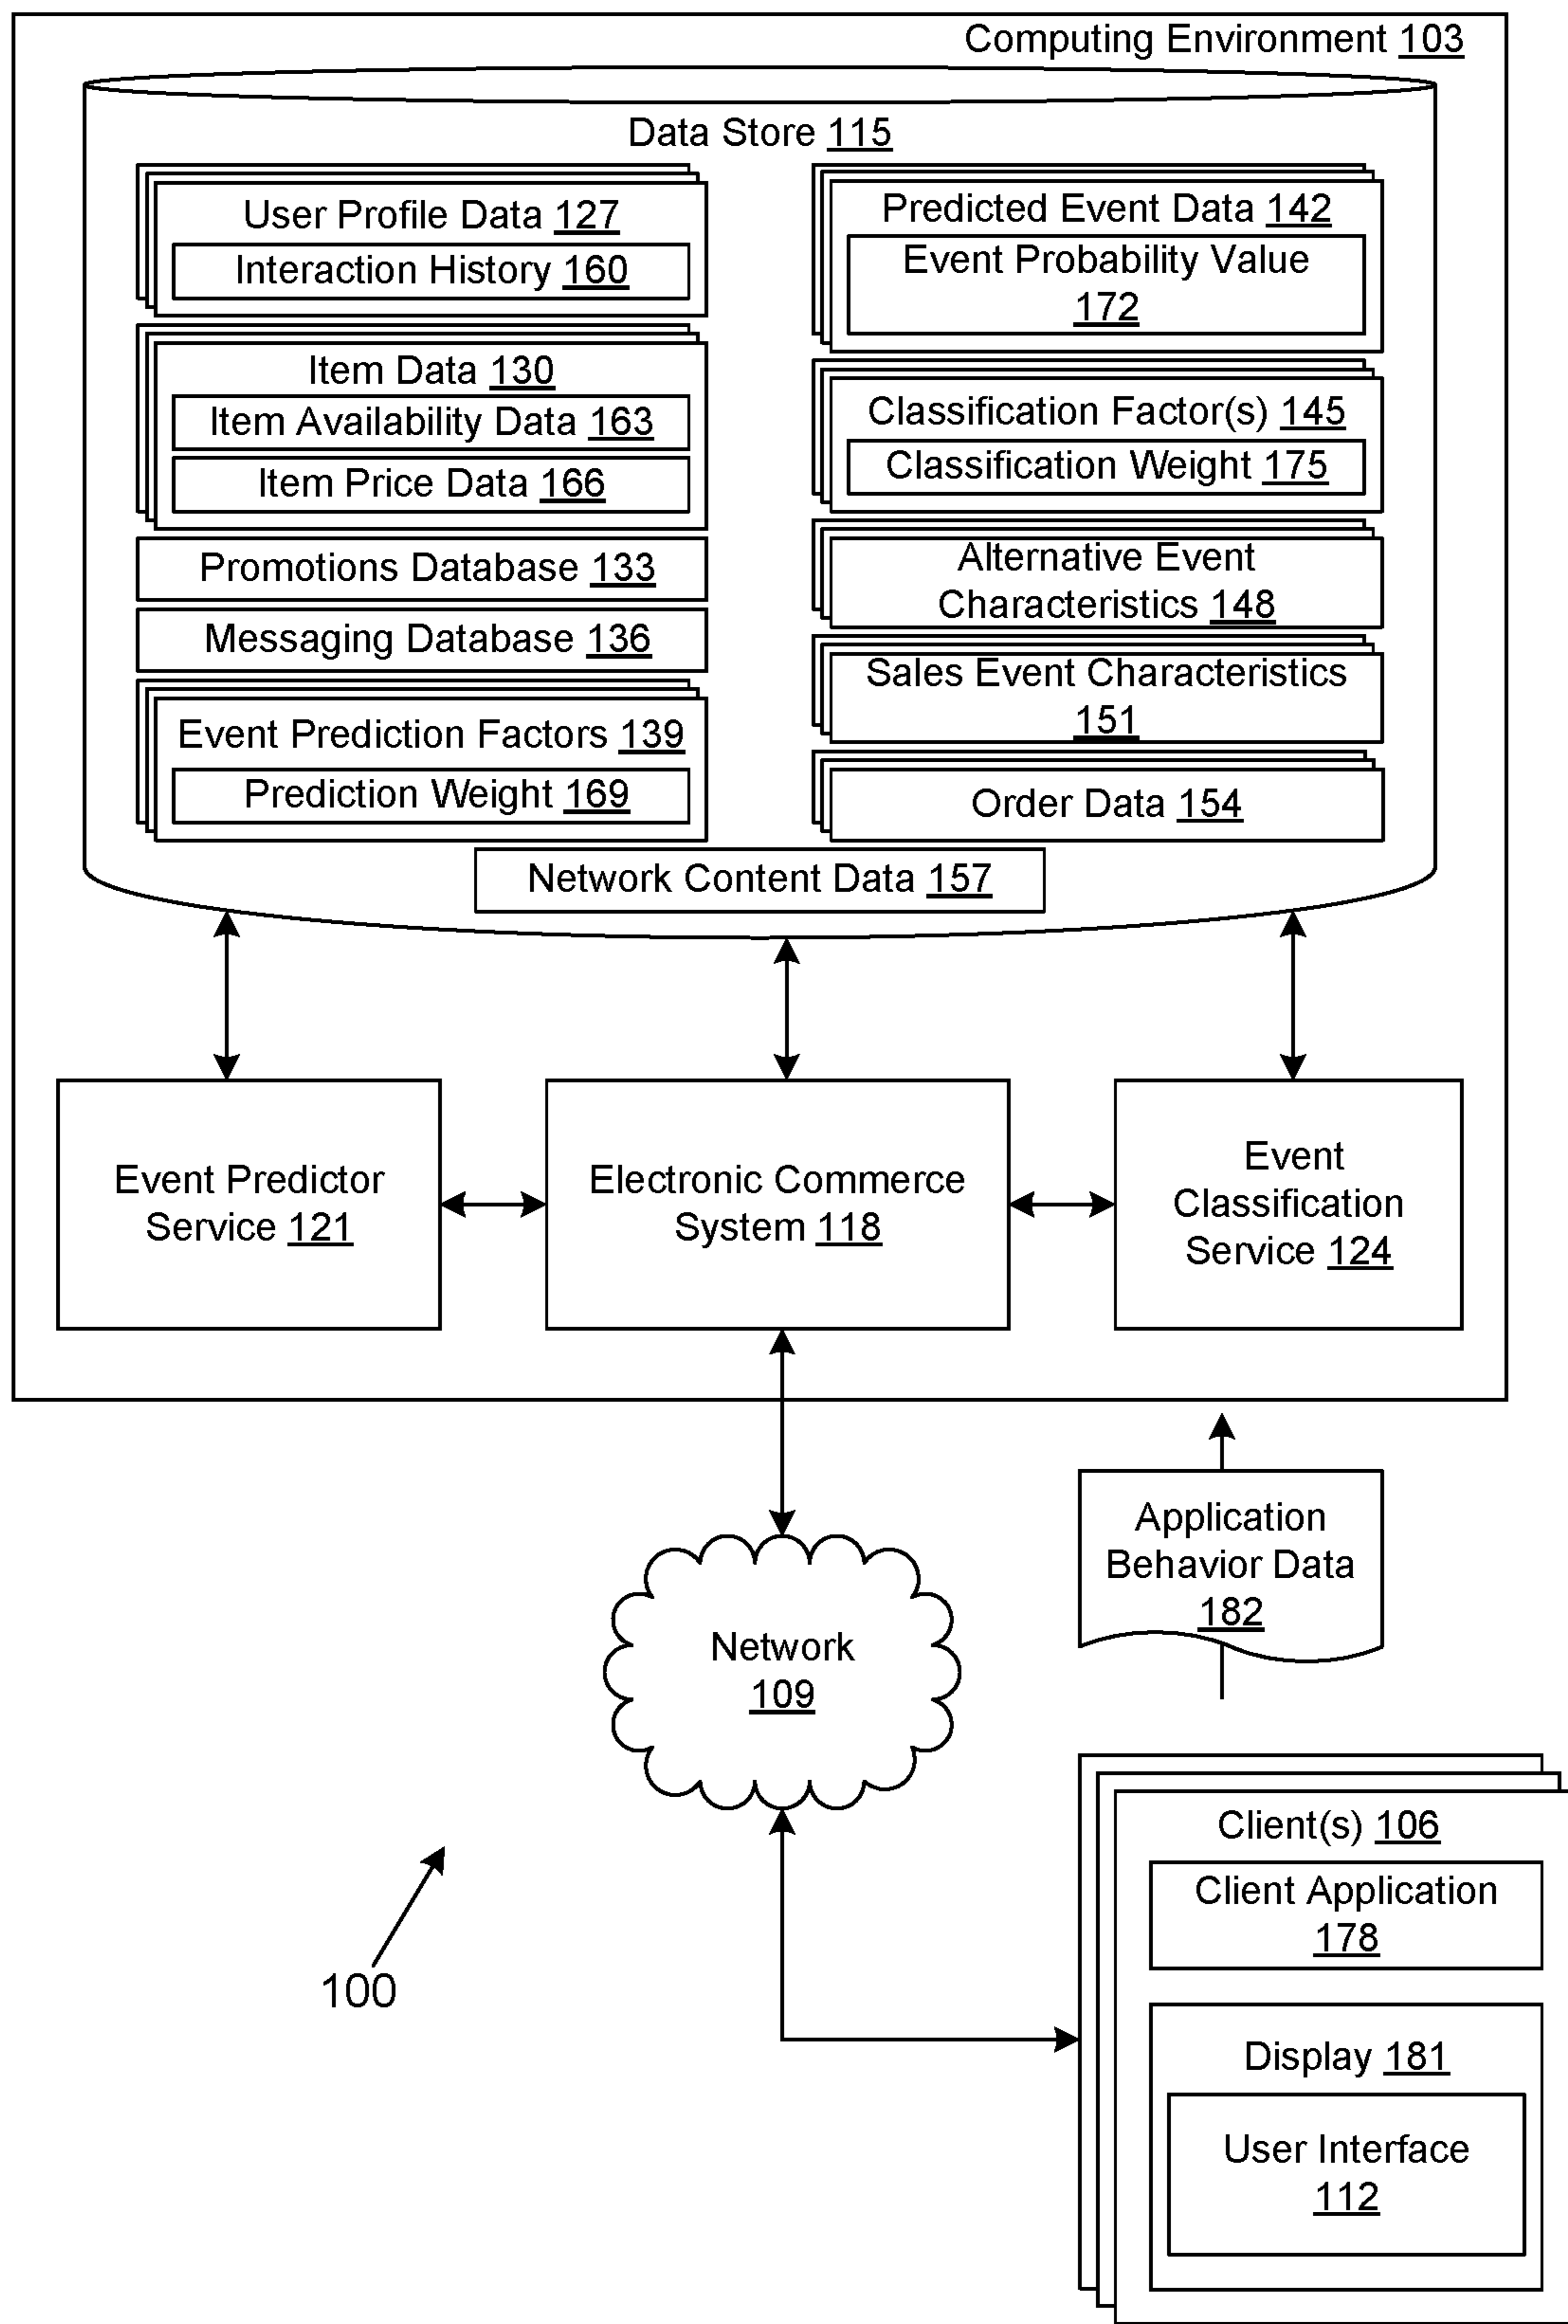 Computing Environment 103
Data Store 115
User Profile Data 127
Interaction History 160
Item Data 130
Item Availability Data 163
Item Price Data 166
Promotions Database 133
Messaging Database 136
Event Prediction Factors 139
Prediction Weight 169
Predicted Event Data 142
Event Probability Value
172
Classification Factor(s) 145
Classification Weight 175
Alternative Event
Characteristics 148
Sales Event Characteristics
151
Order Data 154
Network Content Data 157
Event Predictor
Service 121
Electronic Commerce
System 118
Event
Classification
Service 124
Application
Behavior Data
182
Network
109
Client(s) 106
Client Application
178
Display 181
User Interface
112
100